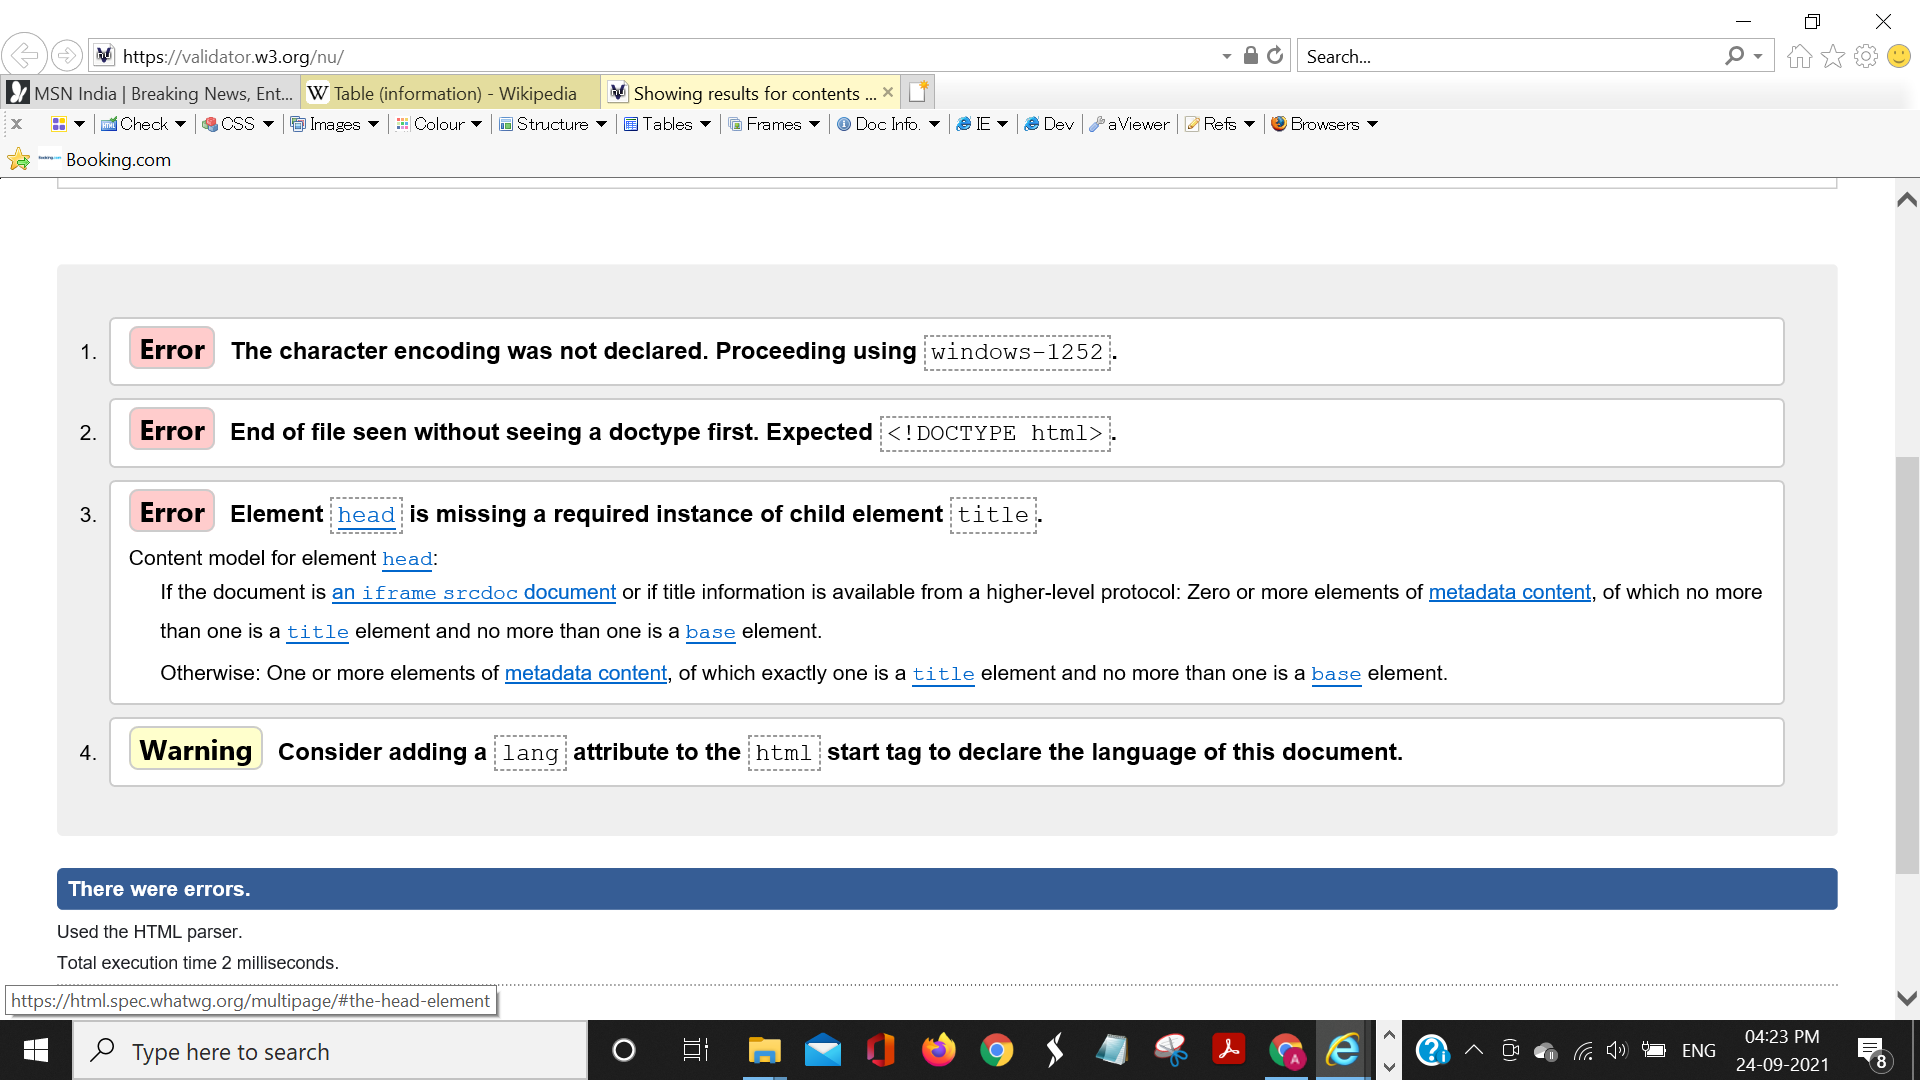 https://validator.w3.org/nu/
Search...
MSN India | Breaking News, Ent...
W Table (information) - Wikipedia
Showing results for contents ...
x Check CSS Images Colour Structure Tables Frames Doc Info. IE Dev aViewer Refs Browsers
Booking.com
1. Error The character encoding was not declared. Proceeding using windows-1252.
2. Error End of file seen without seeing a doctype first. Expected <!DOCTYPE html>.
3. Error Element head is missing a required instance of child element title.
Content model for element head:
If the document is an iframe srcdoc document or if title information is available from a higher-level protocol: Zero or more elements of metadata content, of which no more
than one is a title element and no more than one is a base element.
Otherwise: One or more elements of metadata content, of which exactly one is a title element and no more than one is a base element.
4. Warning Consider adding a lang attribute to the html start tag to declare the language of this document.
There were errors.
Used the HTML parser.
Total execution time 2 milliseconds.
https://html.spec.whatwg.org/multipage/#the-head-element
Type here to search
A
ENG
04:23 PM
24-09-2021
8